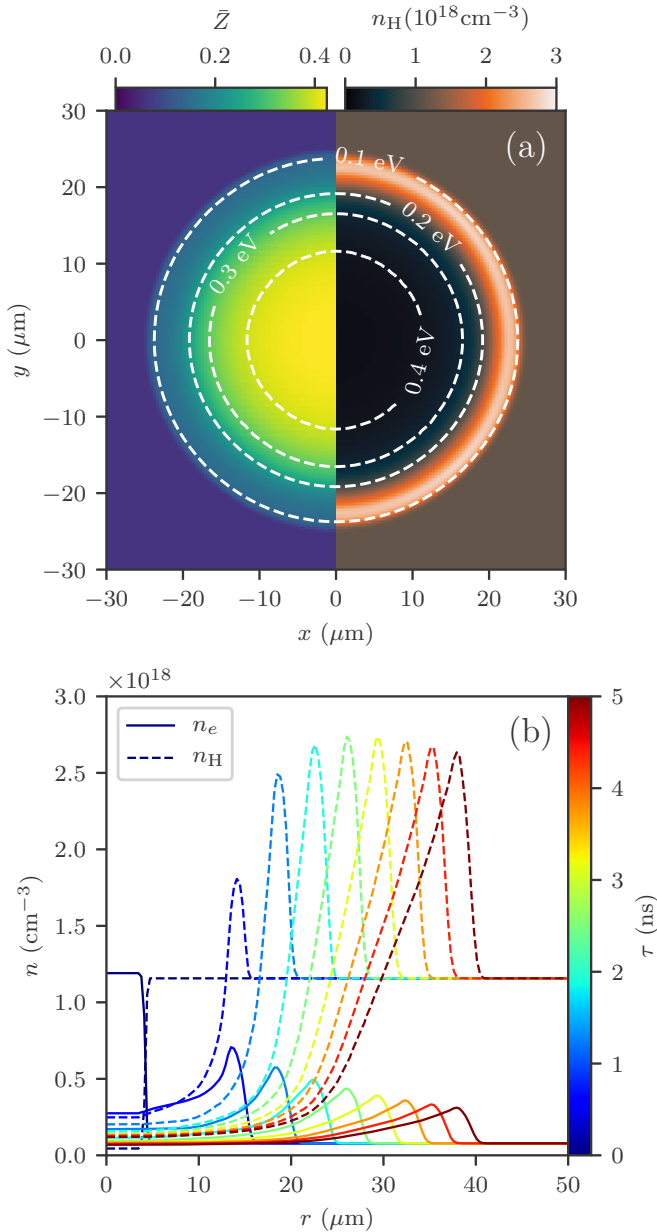 Z̄ n_H(10^18cm^−3)
0.0 0.2 0.4 0 1 2 3
30
20
10
0
−10
−20
−30
y (μm)
(a)
0.1 eV
0.2 eV
0.3 eV
0.4 eV
−30 −20 −10 0 10 20 30
x (μm)
×10^18
3.0
2.5
2.0
1.5
1.0
0.5
0.0
n (cm^−3)
n_e
n_H
(b)
5
4
3
2
1
0
τ (ns)
0 10 20 30 40 50
r (μm)